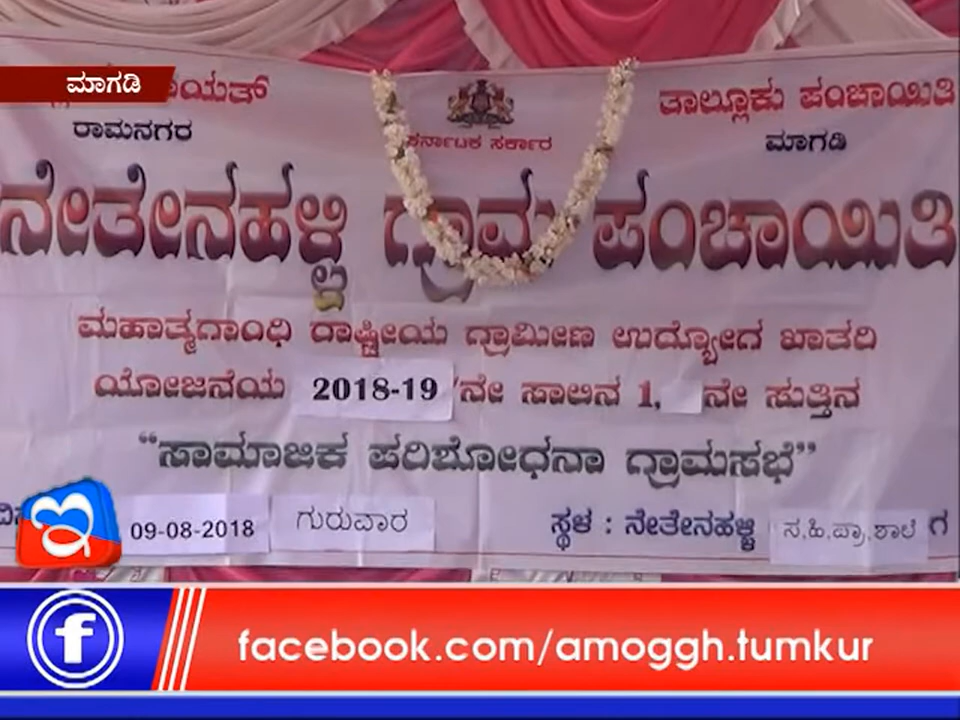 ಮಾಗಡಿ
ತಾಲ್ಲೂಕು ಪಂಚಾಯಿತಿ
ರಾಮನಗರ
ಕರ್ನಾಟಕ ಸರ್ಕಾರ
ಮಾಗಡಿ
ನೇತೇನಹಳ್ಳಿ ಗ್ರಾಮ ಪಂಚಾಯಿತಿ
ಮಹಾತ್ಮಗಾಂಧಿ ರಾಷ್ಟ್ರೀಯ ಗ್ರಾಮೀಣ ಉದ್ಯೋಗ ಖಾತರಿ
ಯೋಜನೆಯ 2018-19 ನೇ ಸಾಲಿನ 1, ನೇ ಸುತ್ತಿನ
“ಸಾಮಾಜಿಕ ಪರಿಶೋಧನಾ ಗ್ರಾಮಸಭೆ”
09-08-2018 ಗುರುವಾರ ಸ್ಥಳ : ನೇತೇನಹಳ್ಳಿ ಸ,ಹಿ,ಪ್ರಾ,ಶಾಲೆ
facebook.com/amoggh.tumkur